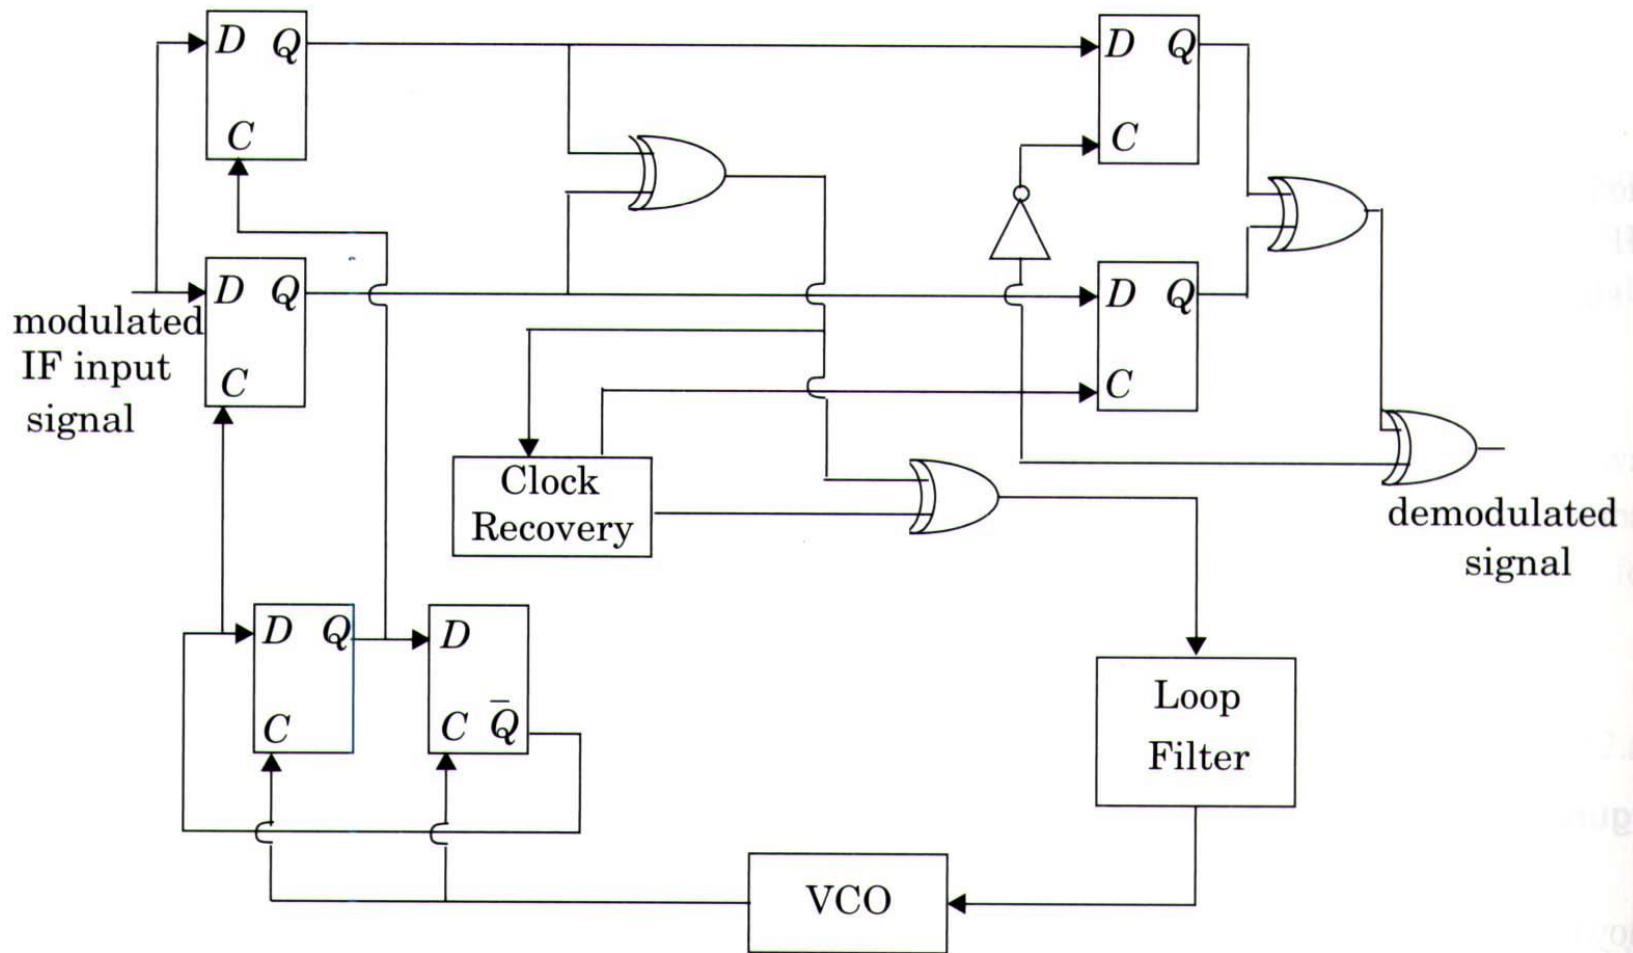 D Q
C
D Q
C
modulated
IF input
signal
D Q
C
D Q
C
Clock
Recovery
demodulated
signal
D Q
C
D
C Q̅
Loop
Filter
VCO